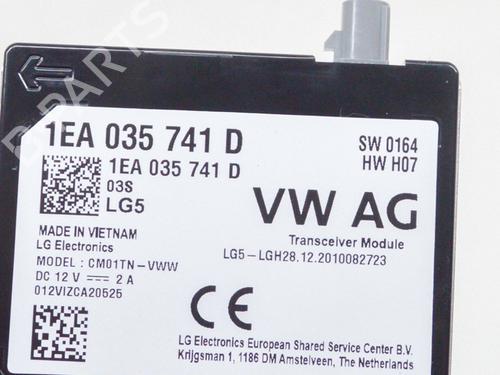 1EA 035 741 D
SW 0164
HW H07
1EA 035 741 D
03S
LG5
VW AG
MADE IN VIETNAM
LG Electronics
Transceiver Module
MODEL : CM01TN-VWW
LG5-LGH28.12.2010082723
DC 12 V ⎓ 2 A
012VIZCA20525
CE
LG Electronics European Shared Service Center B.V.
Krijgsman 1, 1186 DM Amstelveen, The Netherlands